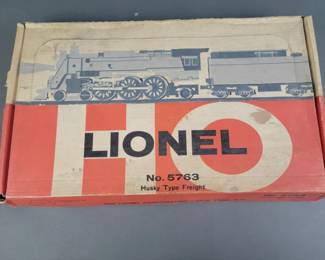 HO
LIONEL
No. 5763
Husky Type Freight